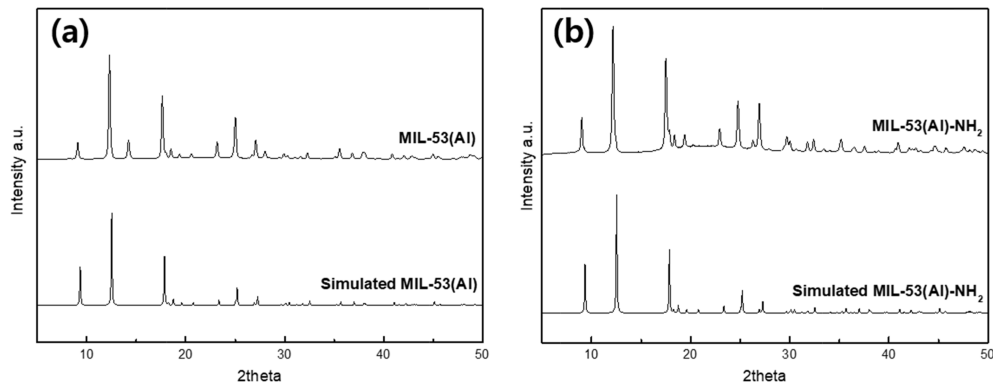 (a)
Intensity a.u.
MIL-53(Al)
Simulated MIL-53(Al)
10 20 30 40 50
2theta
(b)
Intensity a.u.
MIL-53(Al)-NH₂
Simulated MIL-53(Al)-NH₂
10 20 30 40 50
2theta